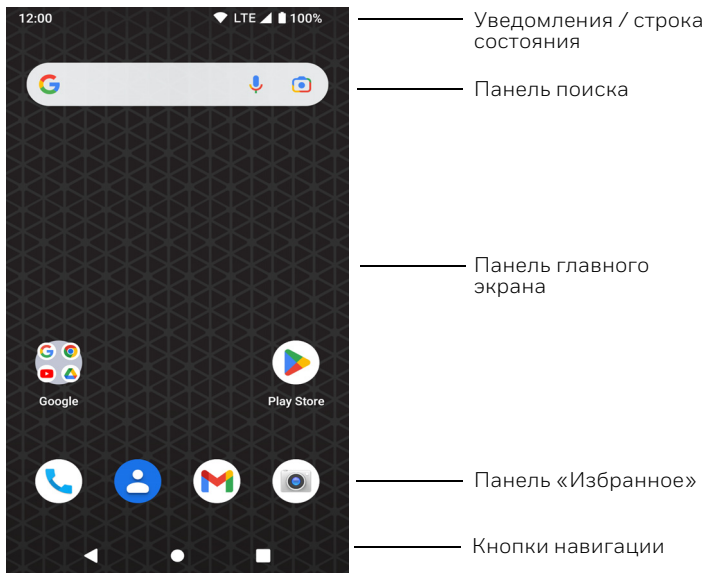 12:00 LTE 100%
Уведомления / строка
состояния
Панель поиска
Панель главного
экрана
Google
Play Store
Панель «Избранное»
Кнопки навигации